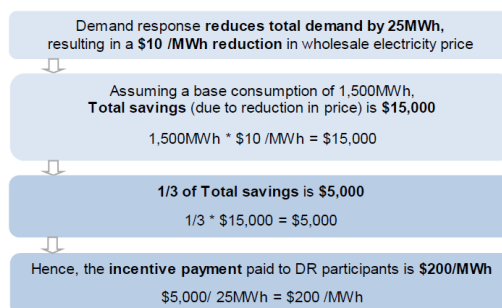 Demand response reduces total demand by 25MWh,
resulting in a $10 /MWh reduction in wholesale electricity price
Assuming a base consumption of 1,500MWh,
Total savings (due to reduction in price) is $15,000
1,500MWh * $10 /MWh = $15,000
1/3 of Total savings is $5,000
1/3 * $15,000 = $5,000
Hence, the incentive payment paid to DR participants is $200/MWh
$5,000/ 25MWh = $200 /MWh